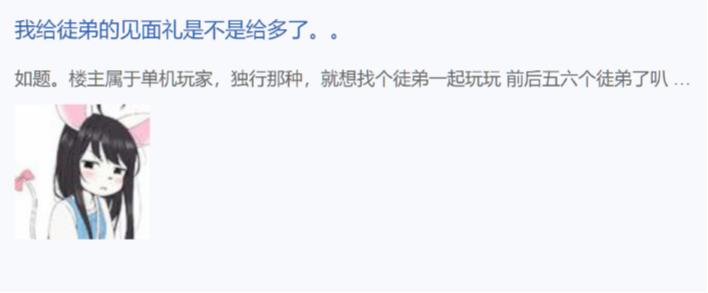 我给徒弟的见面礼是不是给多了。。
如题。楼主属于单机玩家，独行那种，就想找个徒弟一起玩玩 前后五六个徒弟了叭 …